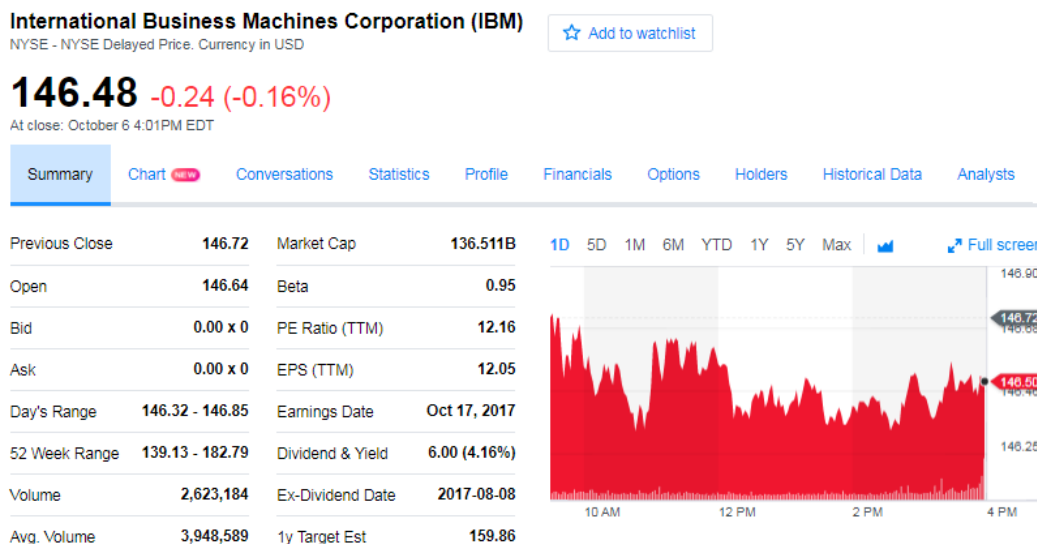 International Business Machines Corporation (IBM)
Add to watchlist
NYSE - NYSE Delayed Price. Currency in USD
146.48 -0.24 (-0.16%)
At close: October 6 4:01PM EDT
Summary Chart NEW Conversations Statistics Profile Financials Options Holders Historical Data Analysts
Previous Close 146.72
Open 146.64
Bid 0.00 x 0
Ask 0.00 x 0
Day's Range 146.32 - 146.85
52 Week Range 139.13 - 182.79
Volume 2,623,184
Avg. Volume 3,948,589
Market Cap 136.511B
Beta 0.95
PE Ratio (TTM) 12.16
EPS (TTM) 12.05
Earnings Date Oct 17, 2017
Dividend & Yield 6.00 (4.16%)
Ex-Dividend Date 2017-08-08
1y Target Est 159.86
1D 5D 1M 6M YTD 1Y 5Y Max Full screen
146.90
146.72
146.50
146.25
10 AM 12 PM 2 PM 4 PM